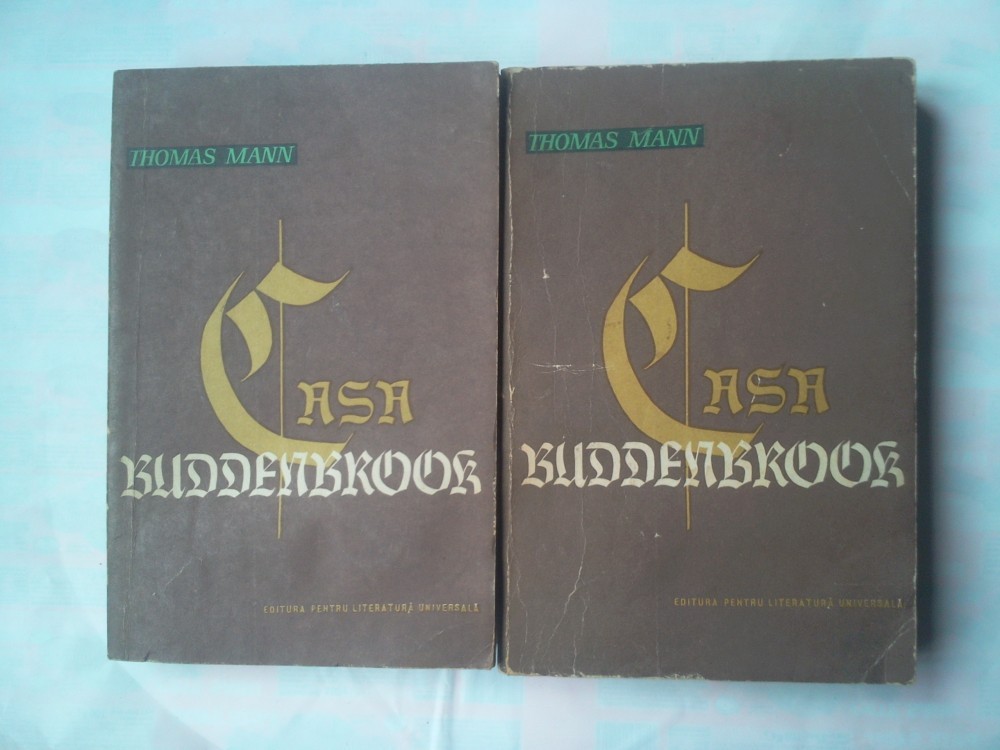 THOMAS MANN
CASA
BUDDENBROOK
EDITURA PENTRU LITERATURĂ UNIVERSALĂ
THOMAS MANN
CASA
BUDDENBROOK
EDITURA PENTRU LITERATURĂ UNIVERSALĂ